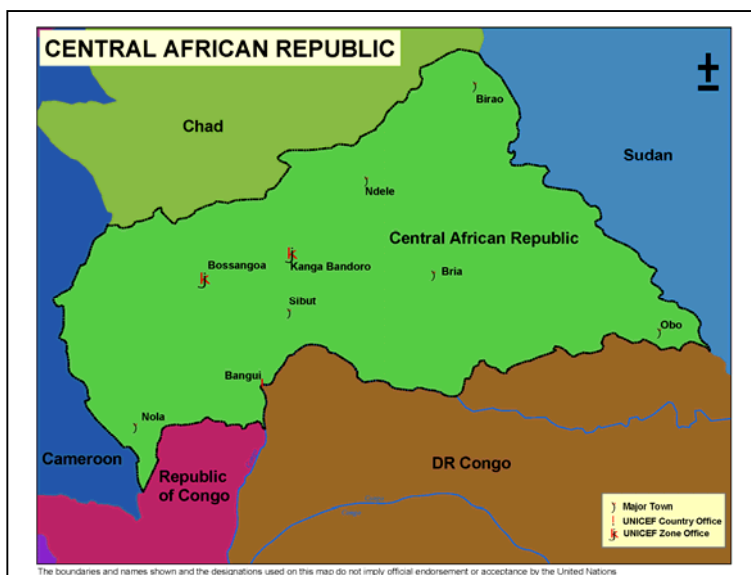 CENTRAL AFRICAN REPUBLIC
Birao
Chad
Sudan
Ndele
Central African Republic
Bossangoa
Kanga Bandoro
Bria
Sibut
Obo
Bangui
Nola
Cameroon
Republic
of Congo
DR Congo
Major Town
UNICEF Country Office
UNICEF Zone Office
The boundaries and names shown and the designations used on this map do not imply official endorsement or acceptance by the United Nations